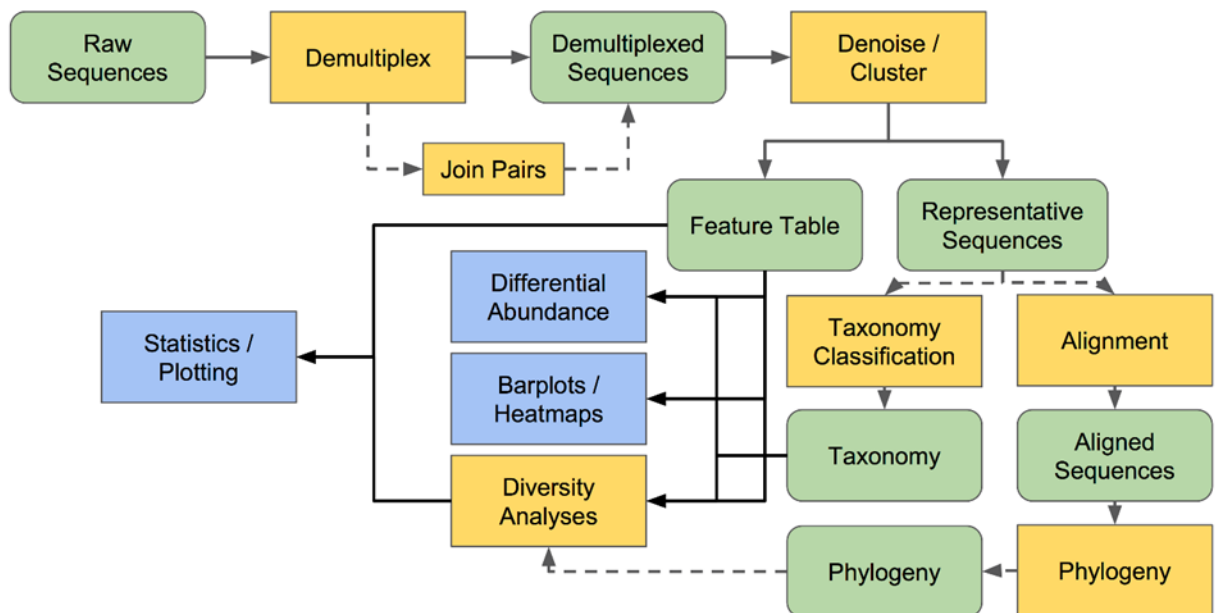 Raw
Sequences
Demultiplex
Demultiplexed
Sequences
Denoise /
Cluster
Join Pairs
Feature Table
Representative
Sequences
Differential
Abundance
Taxonomy
Classification
Alignment
Statistics /
Plotting
Barplots /
Heatmaps
Taxonomy
Aligned
Sequences
Diversity
Analyses
Phylogeny
Phylogeny